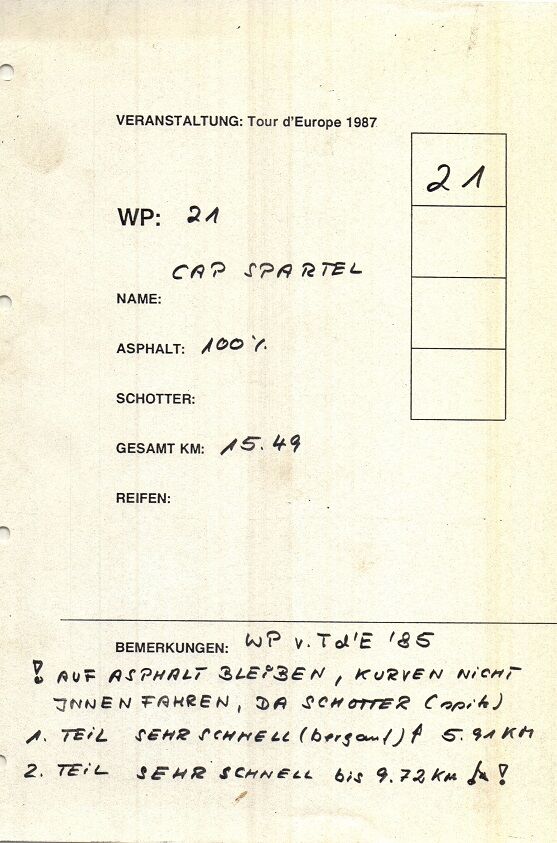 VERANSTALTUNG: Tour d'Europe 1987
21
WP: 21
CAP SPARTEL
NAME:
ASPHALT: 100%
SCHOTTER:
GESAMT KM: 15.49
REIFEN:
BEMERKUNGEN: WP v. T d'E '85
! AUF ASPHALT BLEIBEN, KURVEN NICHT
INNEN FAHREN, DA SCHOTTER (spitz)
1. TEIL SEHR SCHNELL (bergauf) 5.91 KM
2. TEIL SEHR SCHNELL bis 9.72 KM !